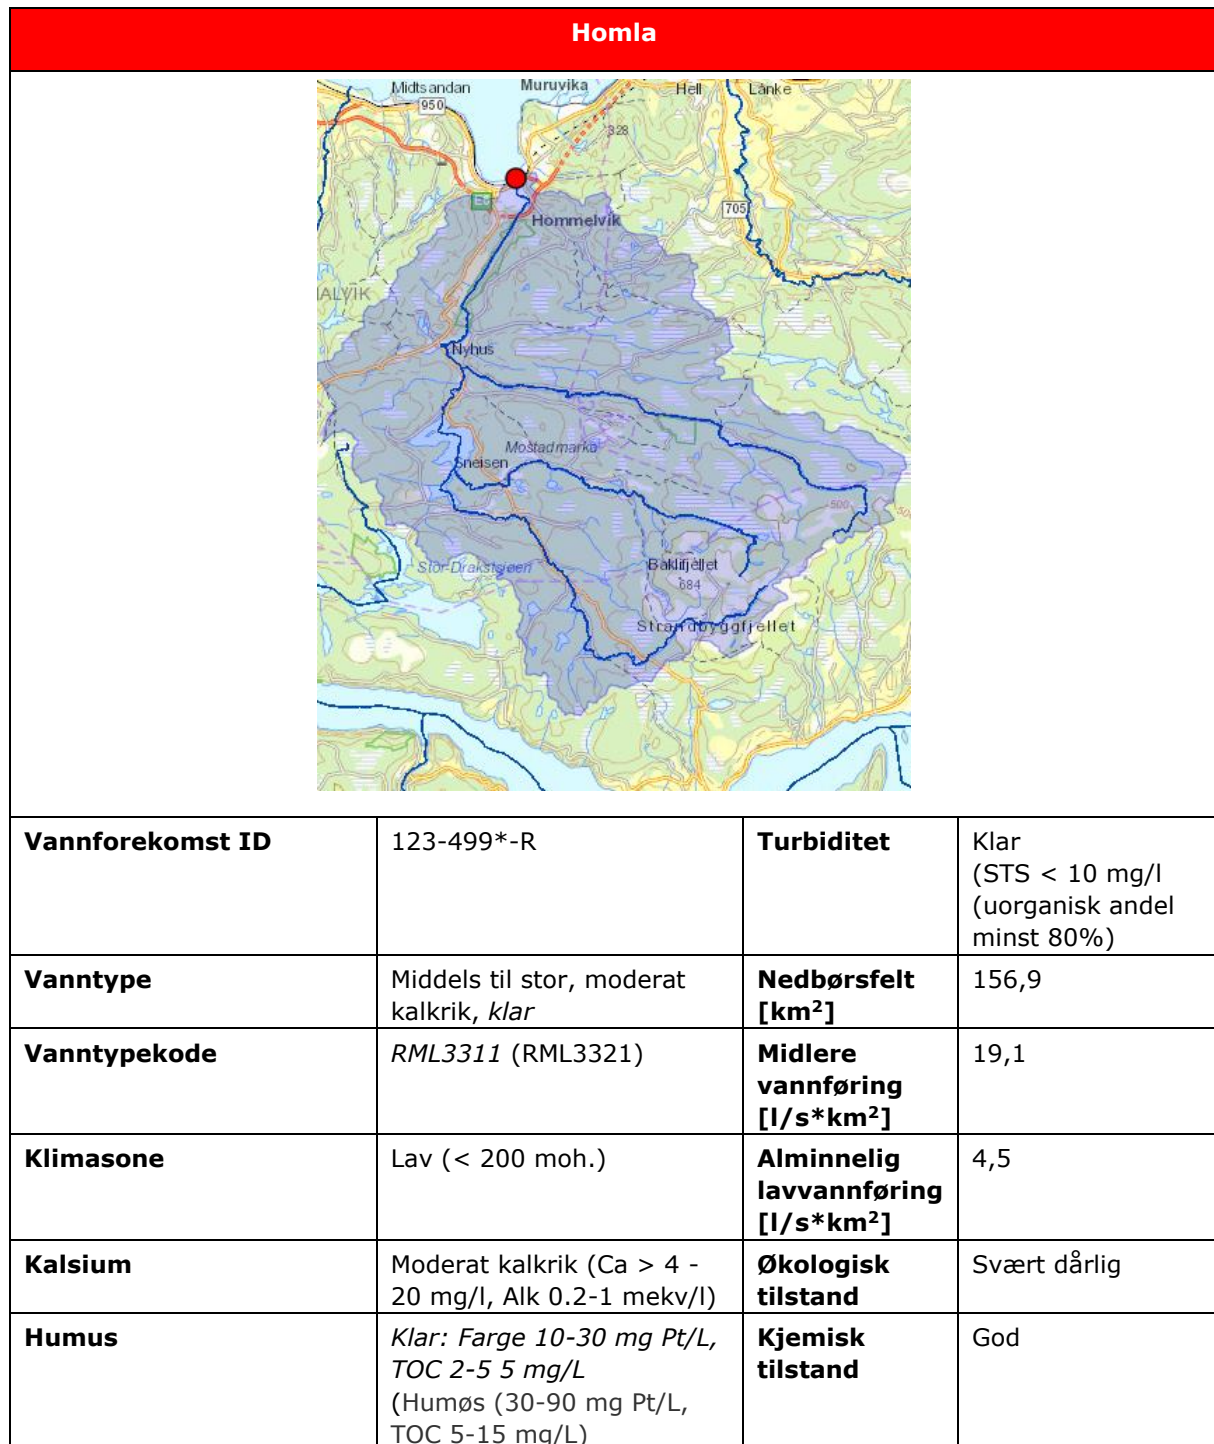 Homla
Midtsandan
Muruvika
Hell
Lånke
950
328
705
Hommelvik
MALVIK
Nyhus
Mostadmarka
Sneisen
500
Stor-Drakstsjøen
Baklifjellet
684
Strandbyggfjellet
Vannforekomst ID
123-499*-R
Turbiditet
Klar
(STS < 10 mg/l
(uorganisk andel
minst 80%)
Vanntype
Middels til stor, moderat
kalkrik, klar
Nedbørsfelt
[km²]
156,9
Vanntypekode
RML3311 (RML3321)
Midlere
vannføring
[l/s*km²]
19,1
Klimasone
Lav (< 200 moh.)
Alminnelig
lavvannføring
[l/s*km²]
4,5
Kalsium
Moderat kalkrik (Ca > 4 -
20 mg/l, Alk 0.2-1 mekv/l)
Økologisk
tilstand
Svært dårlig
Humus
Klar: Farge 10-30 mg Pt/L,
TOC 2-5 5 mg/L
(Humøs (30-90 mg Pt/L,
TOC 5-15 mg/L)
Kjemisk
tilstand
God